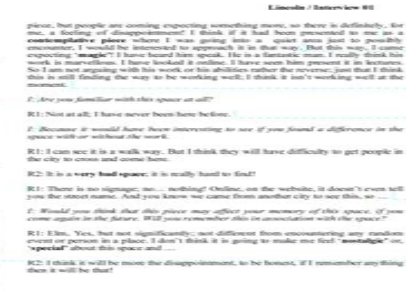 Lincoln / Interview 01
piece, but people are coming expecting something more, so there is definitely, for
me, a feeling of disappointment! I think if it had been presented to me as a
contemplative piece where I was going into a quiet area just to possibly
encounter, I would be interested to approach it in that way. But this way, I came
expecting "magic"! I have heard him speak. He is a fantastic man. I really think his
work is marvellous. I have looked it online. I have seen him present it in lectures.
So I am not arguing with his work or his abilities rather the reverse; just that I think
this is still finding the way to be working well; I think it isn't working well at the
moment.
I: Are you familiar with this space at all?
R1: Not at all; I have never been here before.
I: Because it would have been interesting to see if you found a difference in the
space with or without the work.
R1: I can see it is a walk way. But I think they will have difficulty to get people in
the city to cross and come here.
R2: It is a very bad space; it is really hard to find!
R1: There is no signage; no... nothing! Online, on the website, it doesn't even tell
you the street name. And you know we came from another city to see this, so ....
I: Would you think that this piece may affect your memory of this space, if you
come again in the future. Will you remember this in association with the space?
R1: Ehm, Yes, but not significantly; not different from encountering any random
event or person in a place. I don't think it is going to make me feel "nostalgic" or,
"special" about this space and ....
R2: I think it will be more the disappointment, to be honest, if I remember anything
then it will be that!